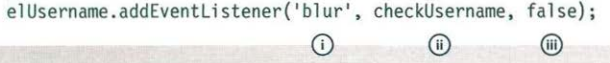 elUsername.addEventListener('blur', checkUsername, false);
i ii iii